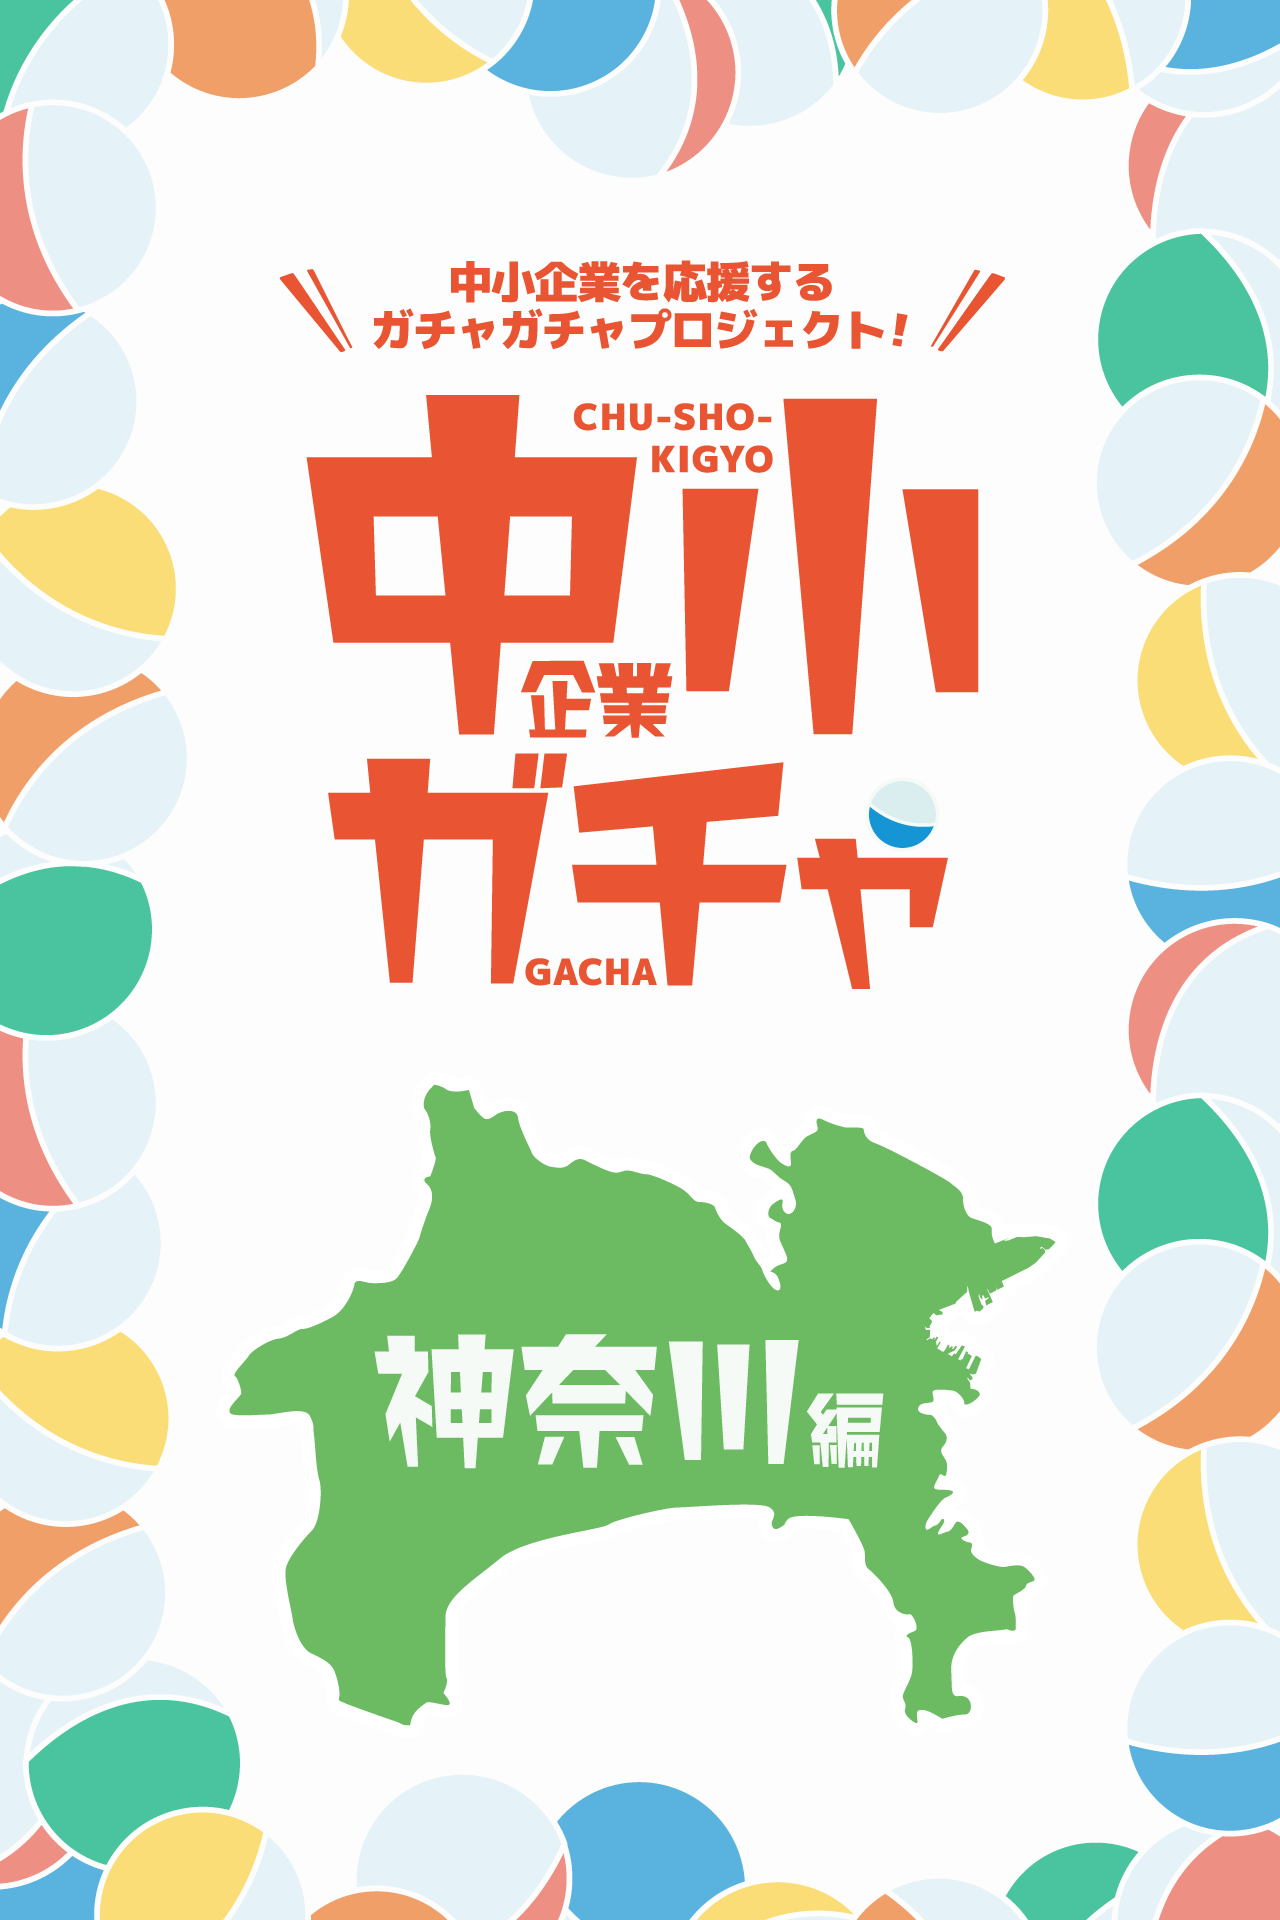 中小企業を応援する
ガチャガチャプロジェクト!
中小
CHU-SHO-
KIGYO
企業
ガチャ
GACHA
神奈川編